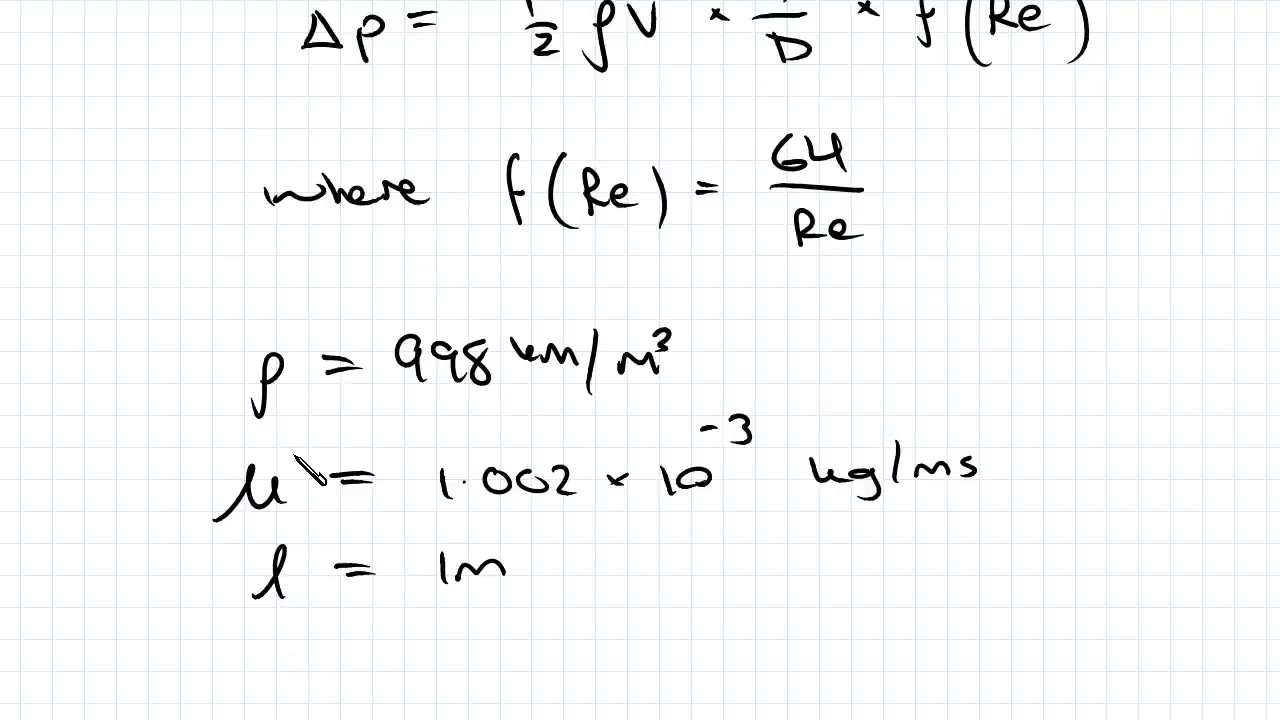 Δp = 1/2 ρV × /D × f(Re)
where f(Re) = 64/Re
ρ = 998 km/m³
μ = 1.002 × 10⁻³ kg/ms
l = 1m